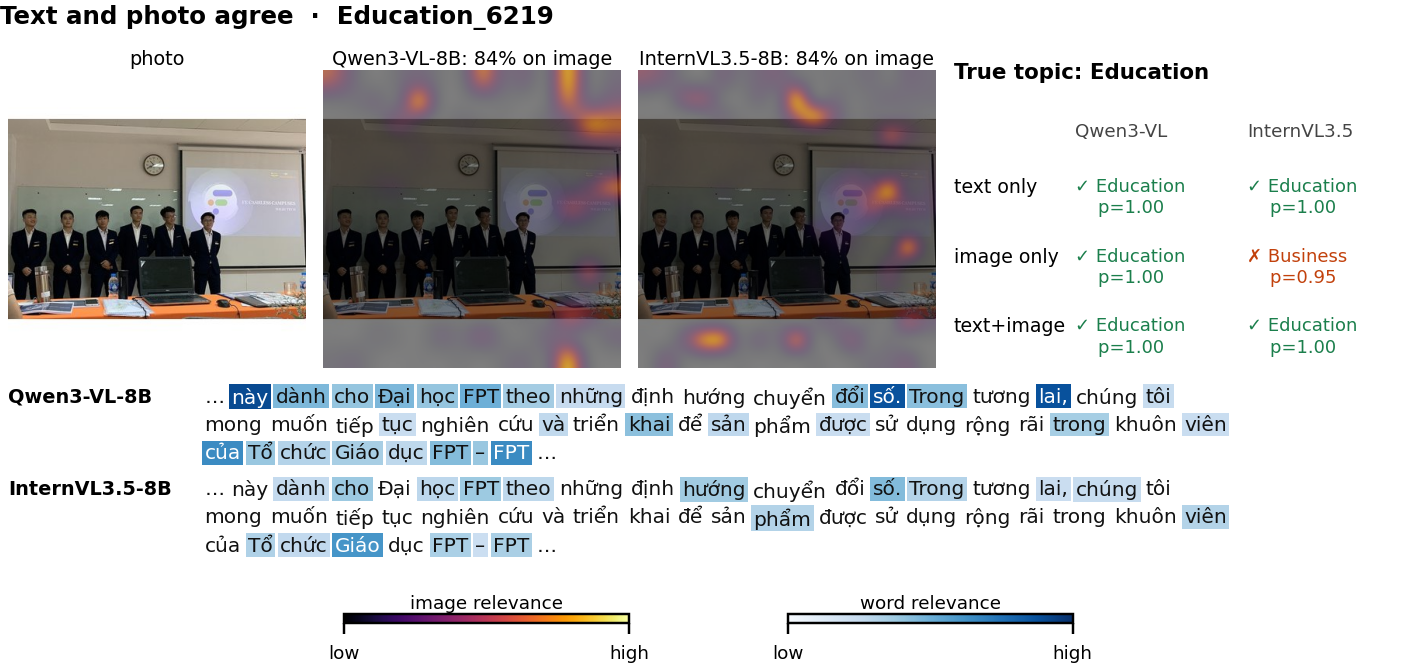 Text and photo agree · Education_6219
photo
Qwen3-VL-8B: 84% on image
InternVL3.5-8B: 84% on image
True topic: Education
Qwen3-VL InternVL3.5
text only ✓ Education ✓ Education
p=1.00 p=1.00
image only ✓ Education ✗ Business
p=1.00 p=0.95
text+image ✓ Education ✓ Education
p=1.00 p=1.00
Qwen3-VL-8B … này dành cho Đại học FPT theo những định hướng chuyển đổi số. Trong tương lai, chúng tôi
mong muốn tiếp tục nghiên cứu và triển khai để sản phẩm được sử dụng rộng rãi trong khuôn viên
của Tổ chức Giáo dục FPT – FPT …
InternVL3.5-8B … này dành cho Đại học FPT theo những định hướng chuyển đổi số. Trong tương lai, chúng tôi
mong muốn tiếp tục nghiên cứu và triển khai để sản phẩm được sử dụng rộng rãi trong khuôn viên
của Tổ chức Giáo dục FPT – FPT …
image relevance
low high
word relevance
low high